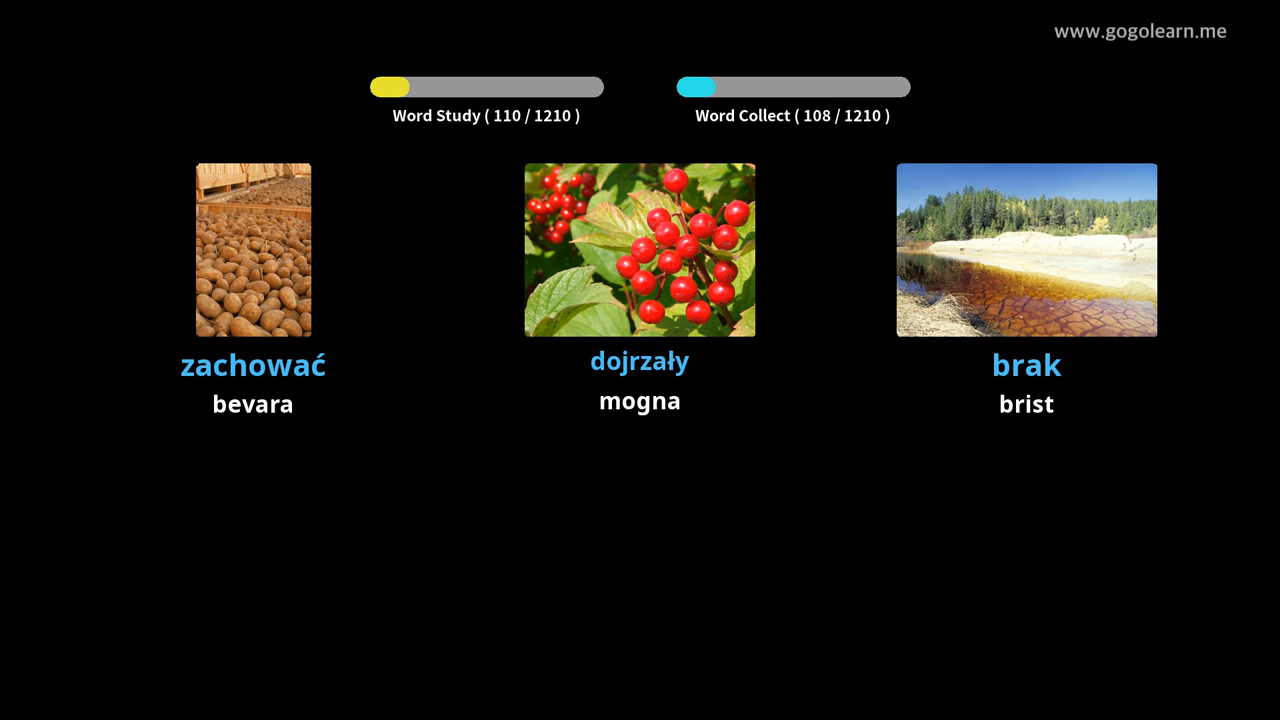 www.gogolearn.me
Word Study ( 110 / 1210 )
Word Collect ( 108 / 1210 )
zachować
bevara
dojrzały
mogna
brak
brist